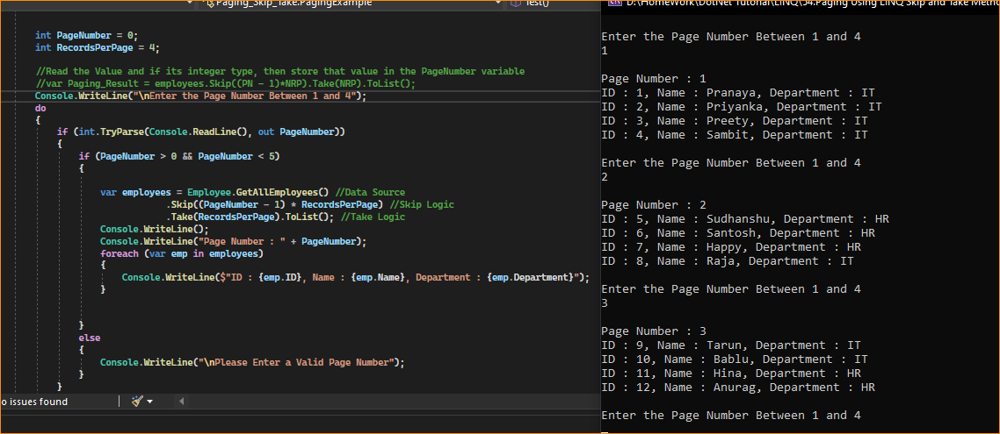 Paging_Skip_Take.PagingExample
Test()
int PageNumber = 0;
int RecordsPerPage = 4;
//Read the Value and if its integer type, then store that value in the PageNumber variable
//var Paging_Result = employees.Skip((PN - 1)*NRP).Take(NRP).ToList();
Console.WriteLine("\nEnter the Page Number Between 1 and 4");
do
{
if (int.TryParse(Console.ReadLine(), out PageNumber))
{
if (PageNumber > 0 && PageNumber < 5)
{
var employees = Employee.GetAllEmployees() //Data Source
.Skip((PageNumber - 1) * RecordsPerPage) //Skip Logic
.Take(RecordsPerPage).ToList(); //Take Logic
Console.WriteLine();
Console.WriteLine("Page Number : " + PageNumber);
foreach (var emp in employees)
{
Console.WriteLine($"ID : {emp.ID}, Name : {emp.Name}, Department : {emp.Department}");
}
}
else
{
Console.WriteLine("\nPlease Enter a Valid Page Number");
}
}
o issues found
D:\HomeWork\DotNet Tutorial\LINQ\54.Paging Using LINQ Skip and Take Metho
Enter the Page Number Between 1 and 4
1
Page Number : 1
ID : 1, Name : Pranaya, Department : IT
ID : 2, Name : Priyanka, Department : IT
ID : 3, Name : Preety, Department : IT
ID : 4, Name : Sambit, Department : IT
Enter the Page Number Between 1 and 4
2
Page Number : 2
ID : 5, Name : Sudhanshu, Department : HR
ID : 6, Name : Santosh, Department : HR
ID : 7, Name : Happy, Department : HR
ID : 8, Name : Raja, Department : IT
Enter the Page Number Between 1 and 4
3
Page Number : 3
ID : 9, Name : Tarun, Department : IT
ID : 10, Name : Bablu, Department : IT
ID : 11, Name : Hina, Department : HR
ID : 12, Name : Anurag, Department : HR
Enter the Page Number Between 1 and 4